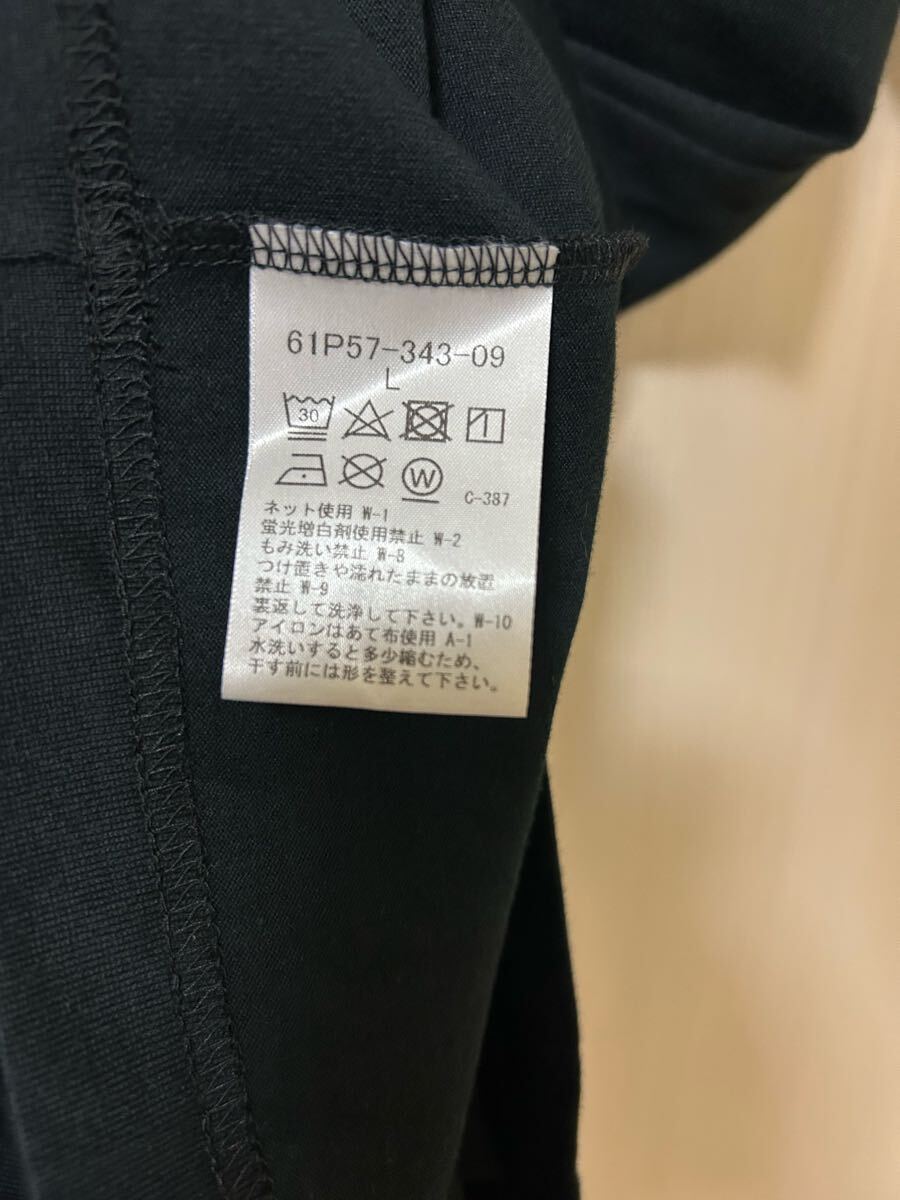 61P57-343-09
L
30
W
C-387
ネット使用 W-1
蛍光増白剤使用禁止 W-2
もみ洗い禁止 W-8
つけ置きや濡れたままの放置
禁止 W-9
裏返して洗浄して下さい。W-10
アイロンはあて布使用 A-1
水洗いすると多少縮むため、
干す前には形を整えて下さい。